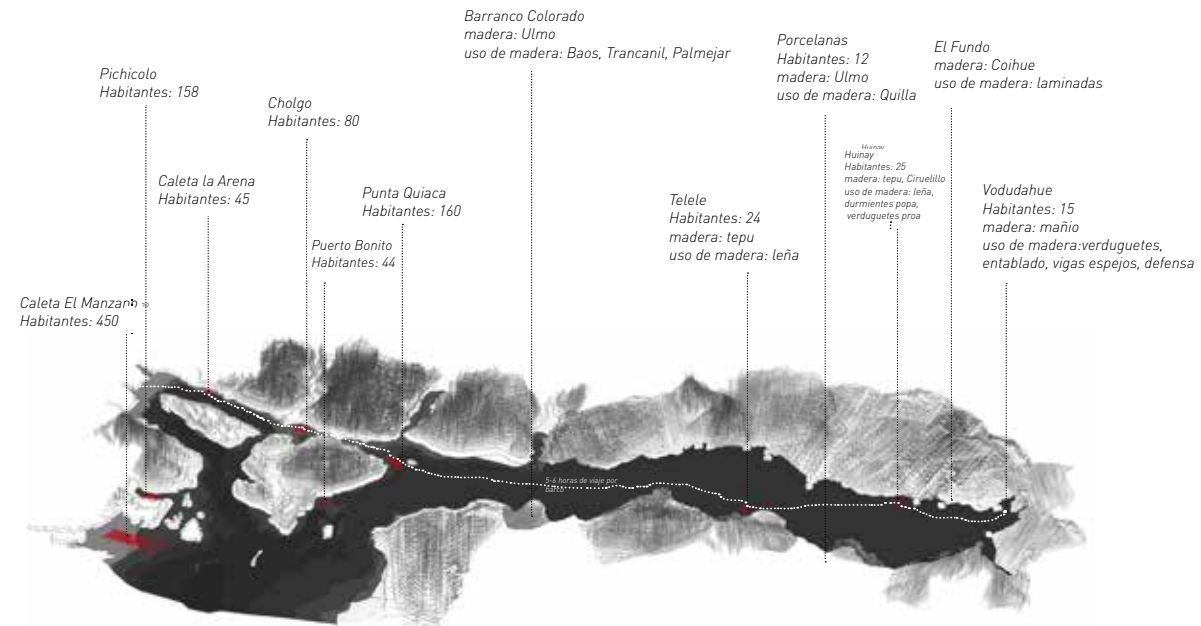 Barranco Colorado
madera: Ulmo
uso de madera: Baos, Trancanil, Palmejar
Porcelanas
Habitantes: 12
madera: Ulmo
uso de madera: Quilla
El Fundo
madera: Coihue
uso de madera: laminadas
Pichicolo
Habitantes: 158
Cholgo
Habitantes: 80
Huinay
Huinay
Habitantes: 25
madera: tepu, Ciruelillo
uso de madera: leña,
durmientes popa,
verduguetes proa
Caleta la Arena
Habitantes: 45
Punta Quiaca
Habitantes: 160
Telele
Habitantes: 24
madera: tepu
uso de madera: leña
Vodudahue
Habitantes: 15
madera: mañio
uso de madera:verduguetes,
entablado, vigas espejos, defensa
Puerto Bonito
Habitantes: 44
Caleta El Manzano
Habitantes: 450
5-6 horas de viaje por
barco